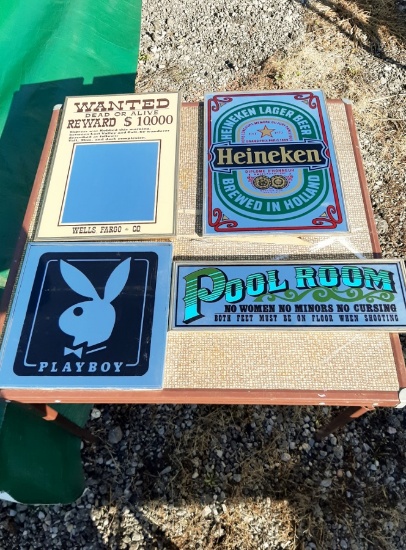 WANTED
DEAD OR ALIVE
REWARD $ 10000
WELLS FARGO - CO
HEINEKEN LAGER BEER
Heineken
BREWED IN HOLLAND
PLAYBOY
POOL ROOM
NO WOMEN NO MINORS NO CURSING
BOTH FEET MUST BE ON FLOOR WHEN SHOOTING